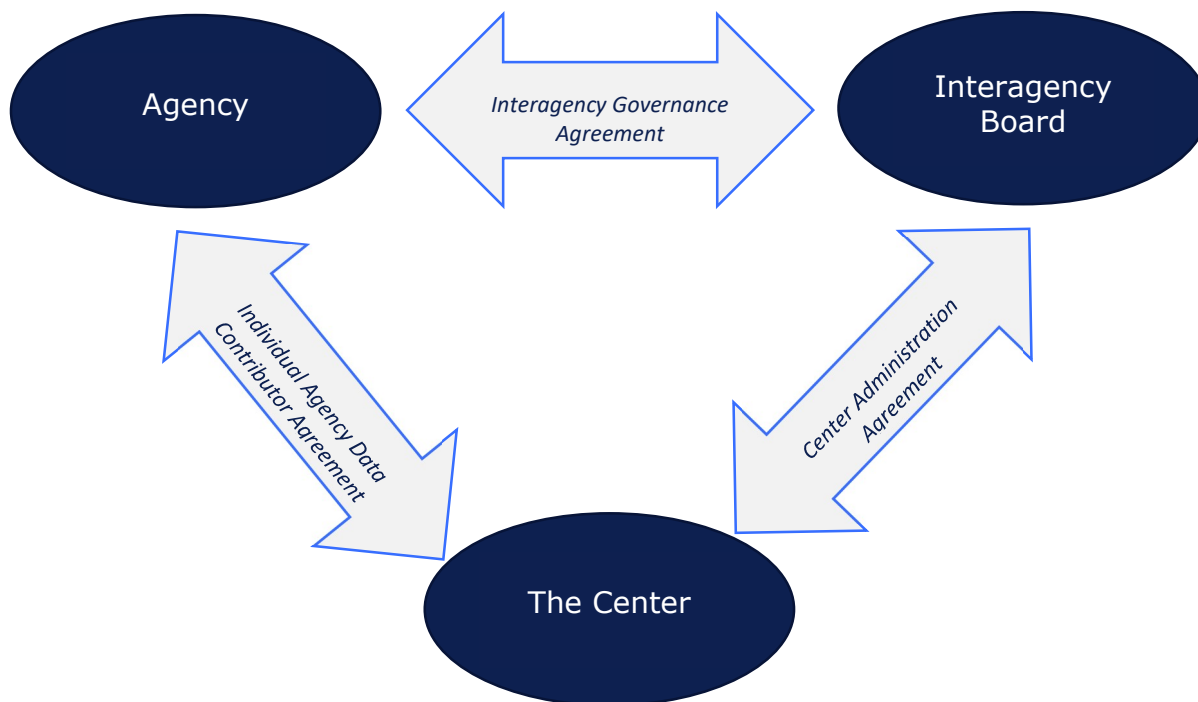 Agency
Interagency Governance
Agreement
Interagency
Board
Individual Agency Data
Contributor Agreement
Center Administration
Agreement
The Center